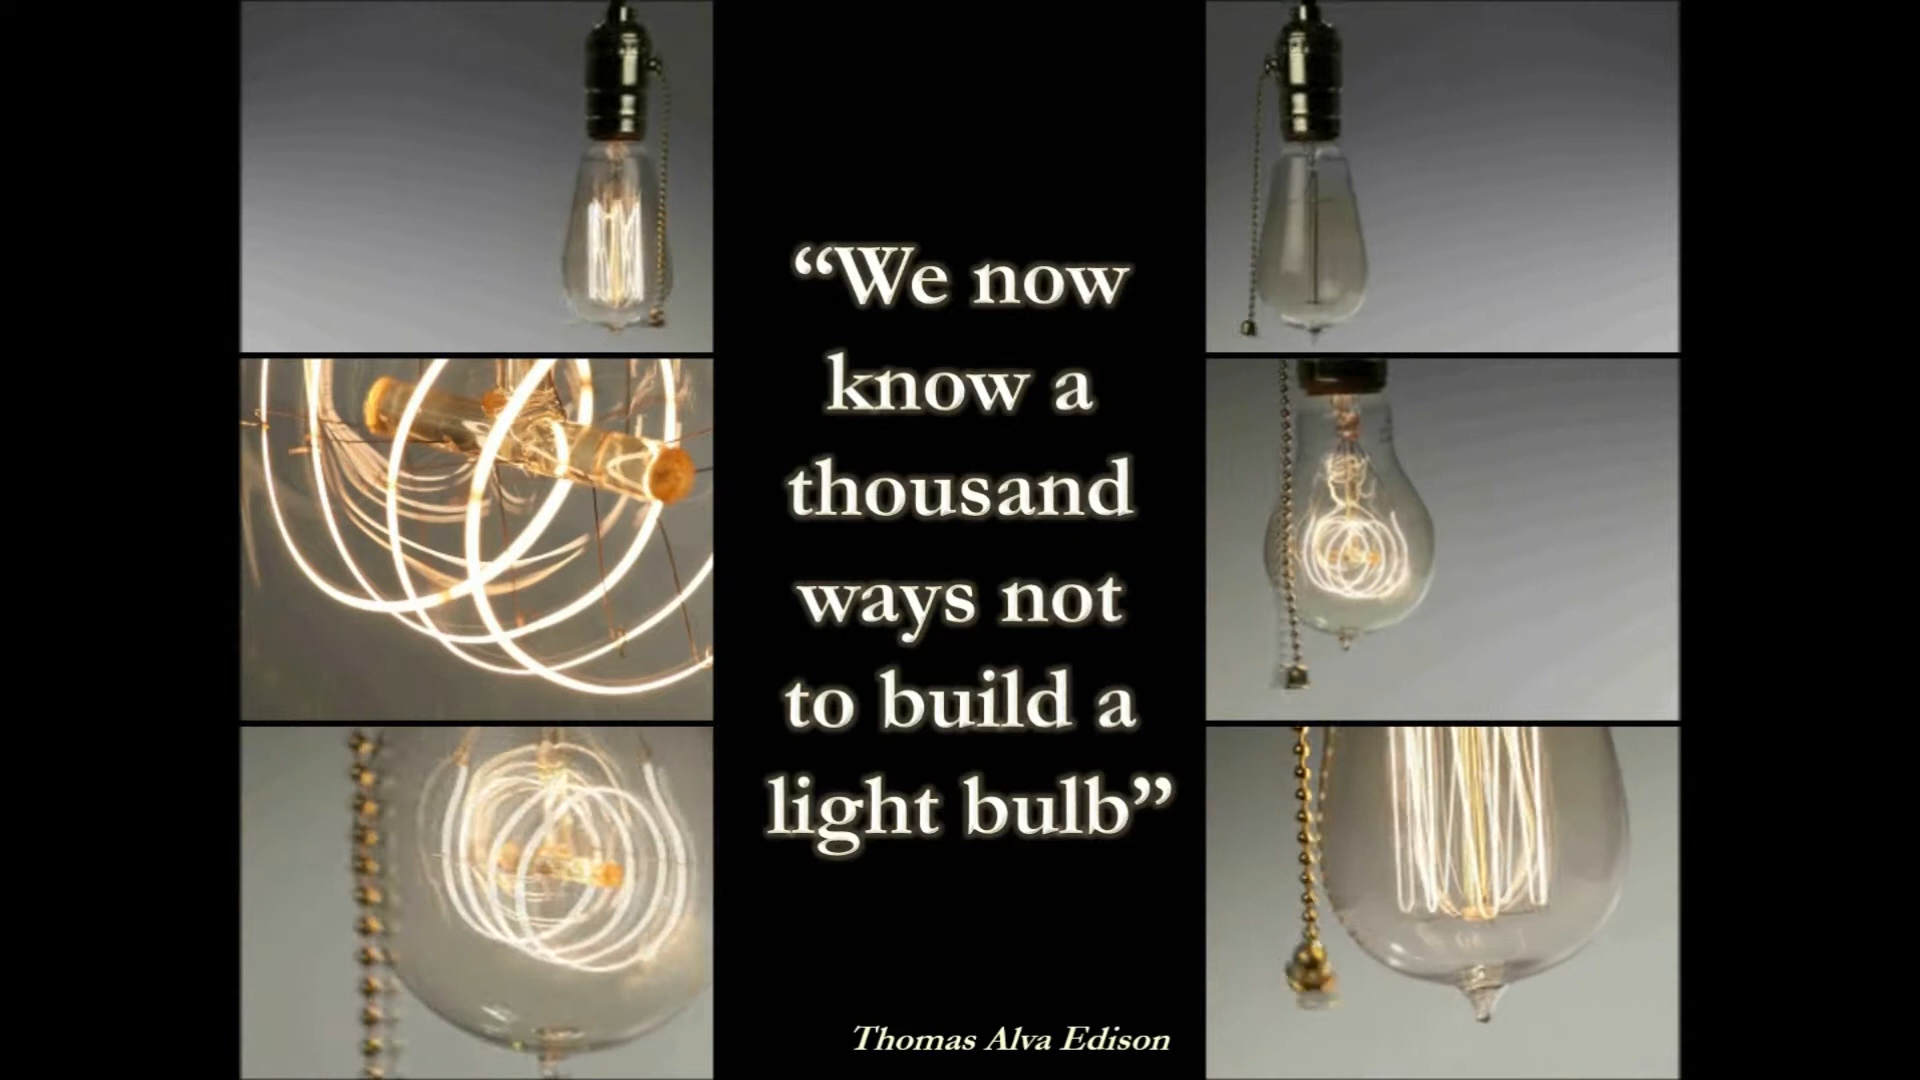 “We now
know a
thousand
ways not
to build a
light bulb”
Thomas Alva Edison